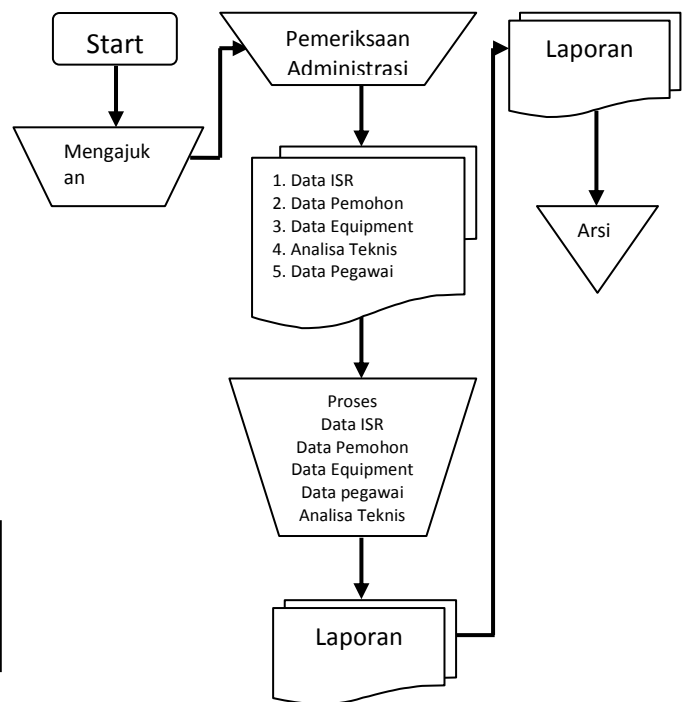 Start
Mengajuk
an
Pemeriksaan
Administrasi
1. Data ISR
2. Data Pemohon
3. Data Equipment
4. Analisa Teknis
5. Data Pegawai
Proses
Data ISR
Data Pemohon
Data Equipment
Data pegawai
Analisa Teknis
Laporan
Laporan
Arsi